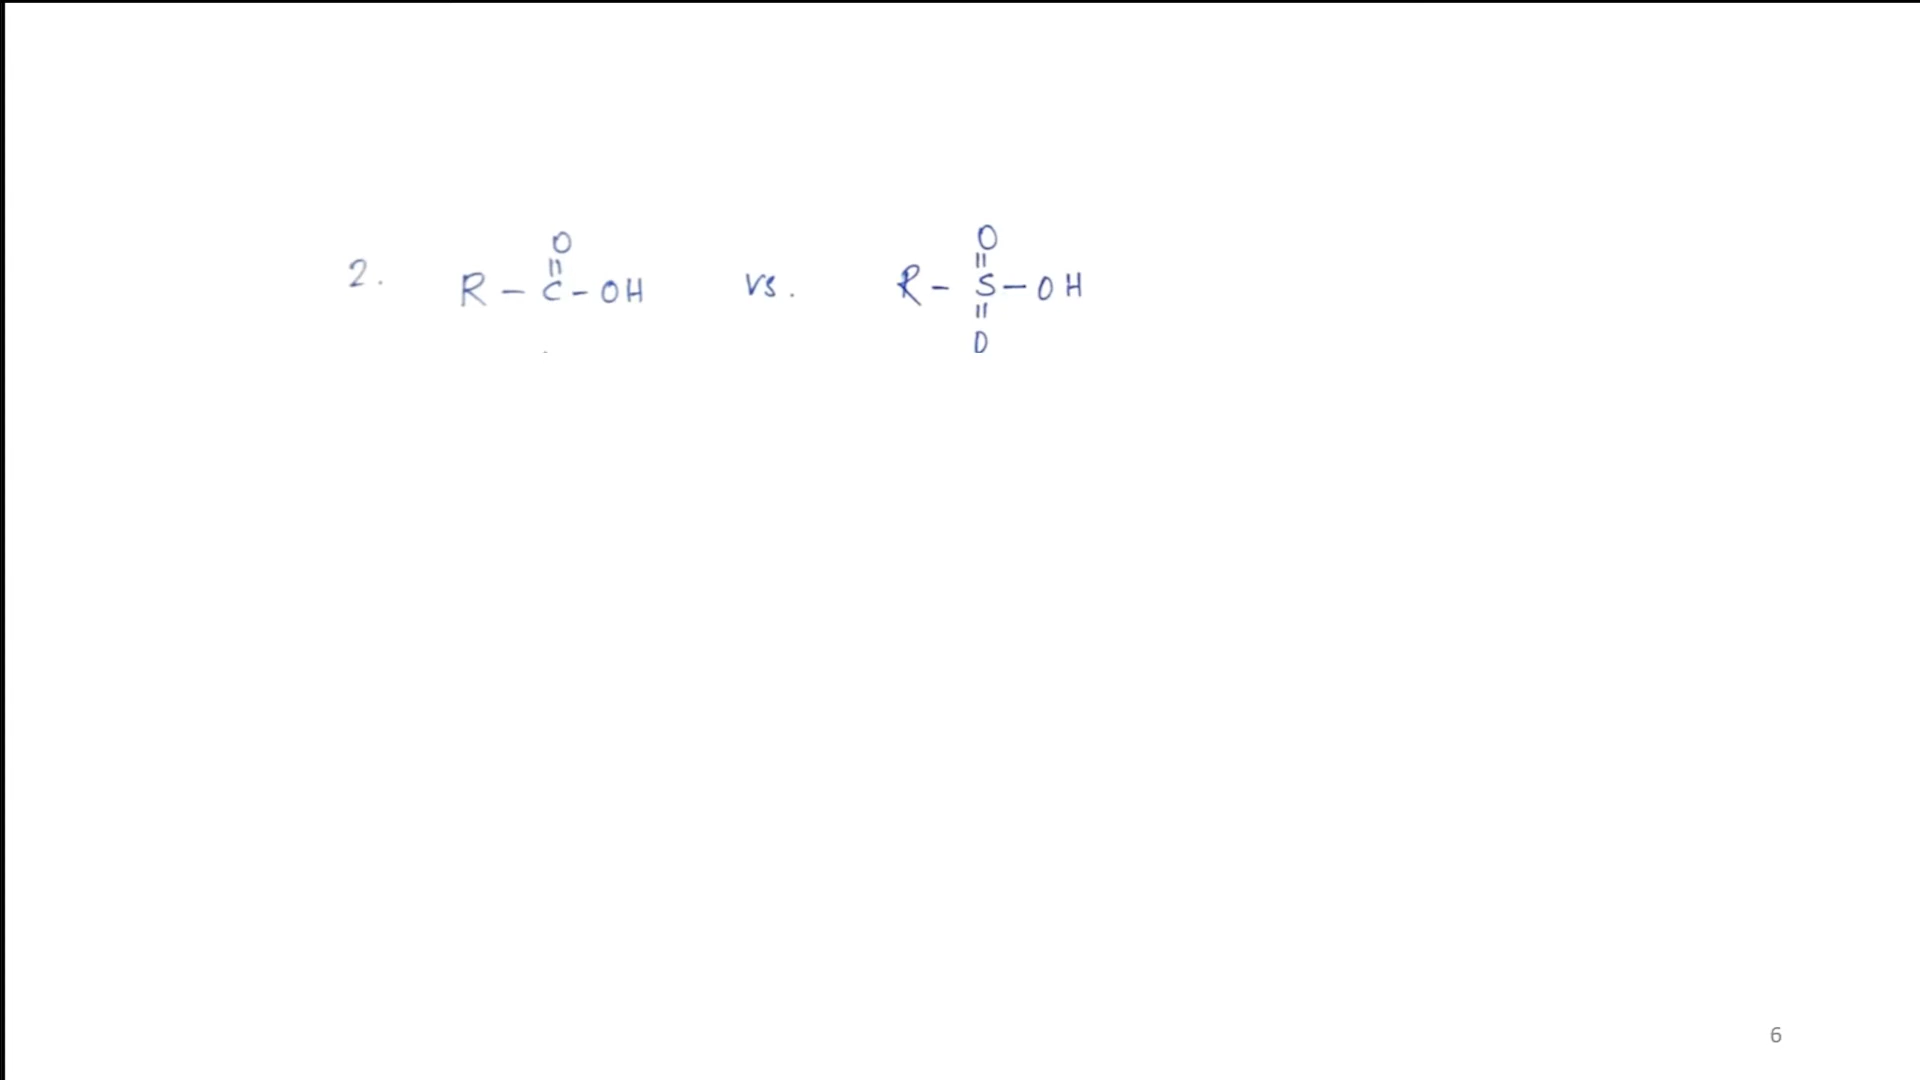 O O
|| ||
2. R - C - OH vs. R - S - OH
||
O
6